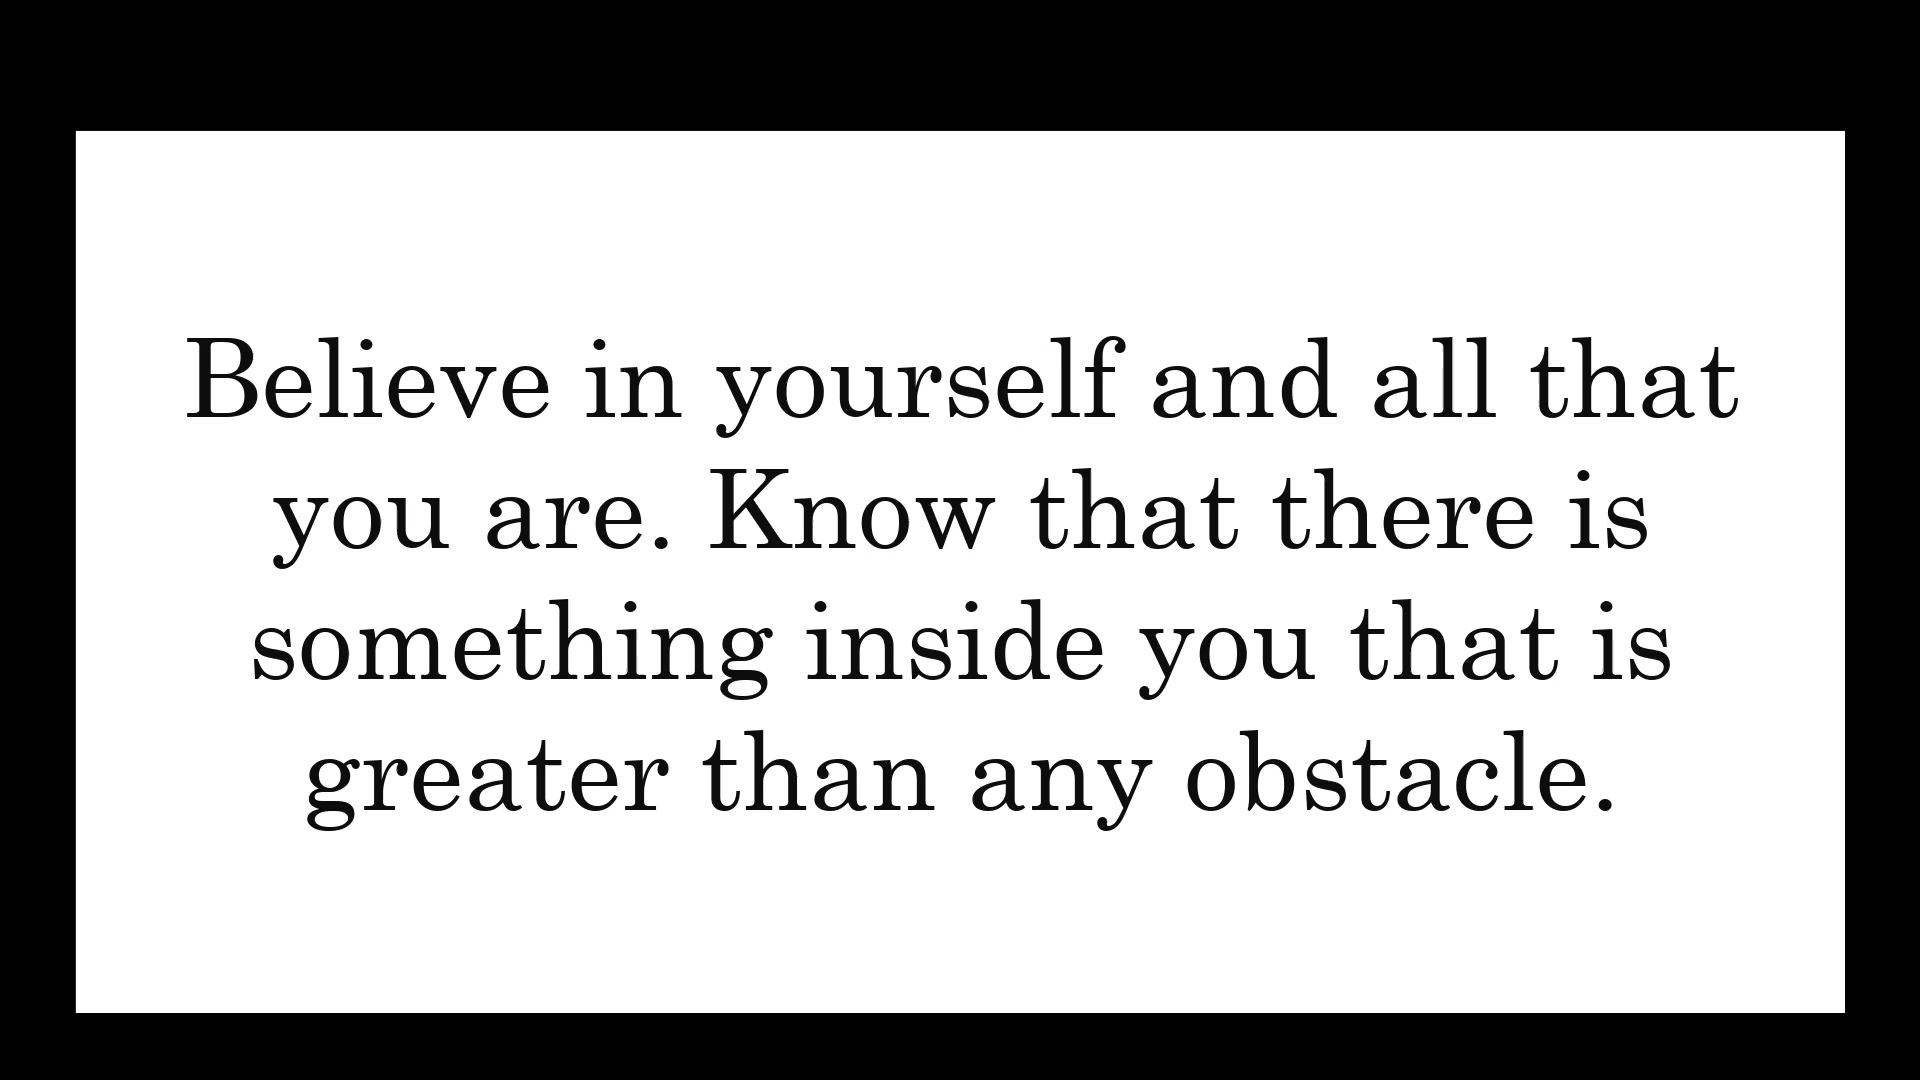 Believe in yourself and all that
you are. Know that there is
something inside you that is
greater than any obstacle.